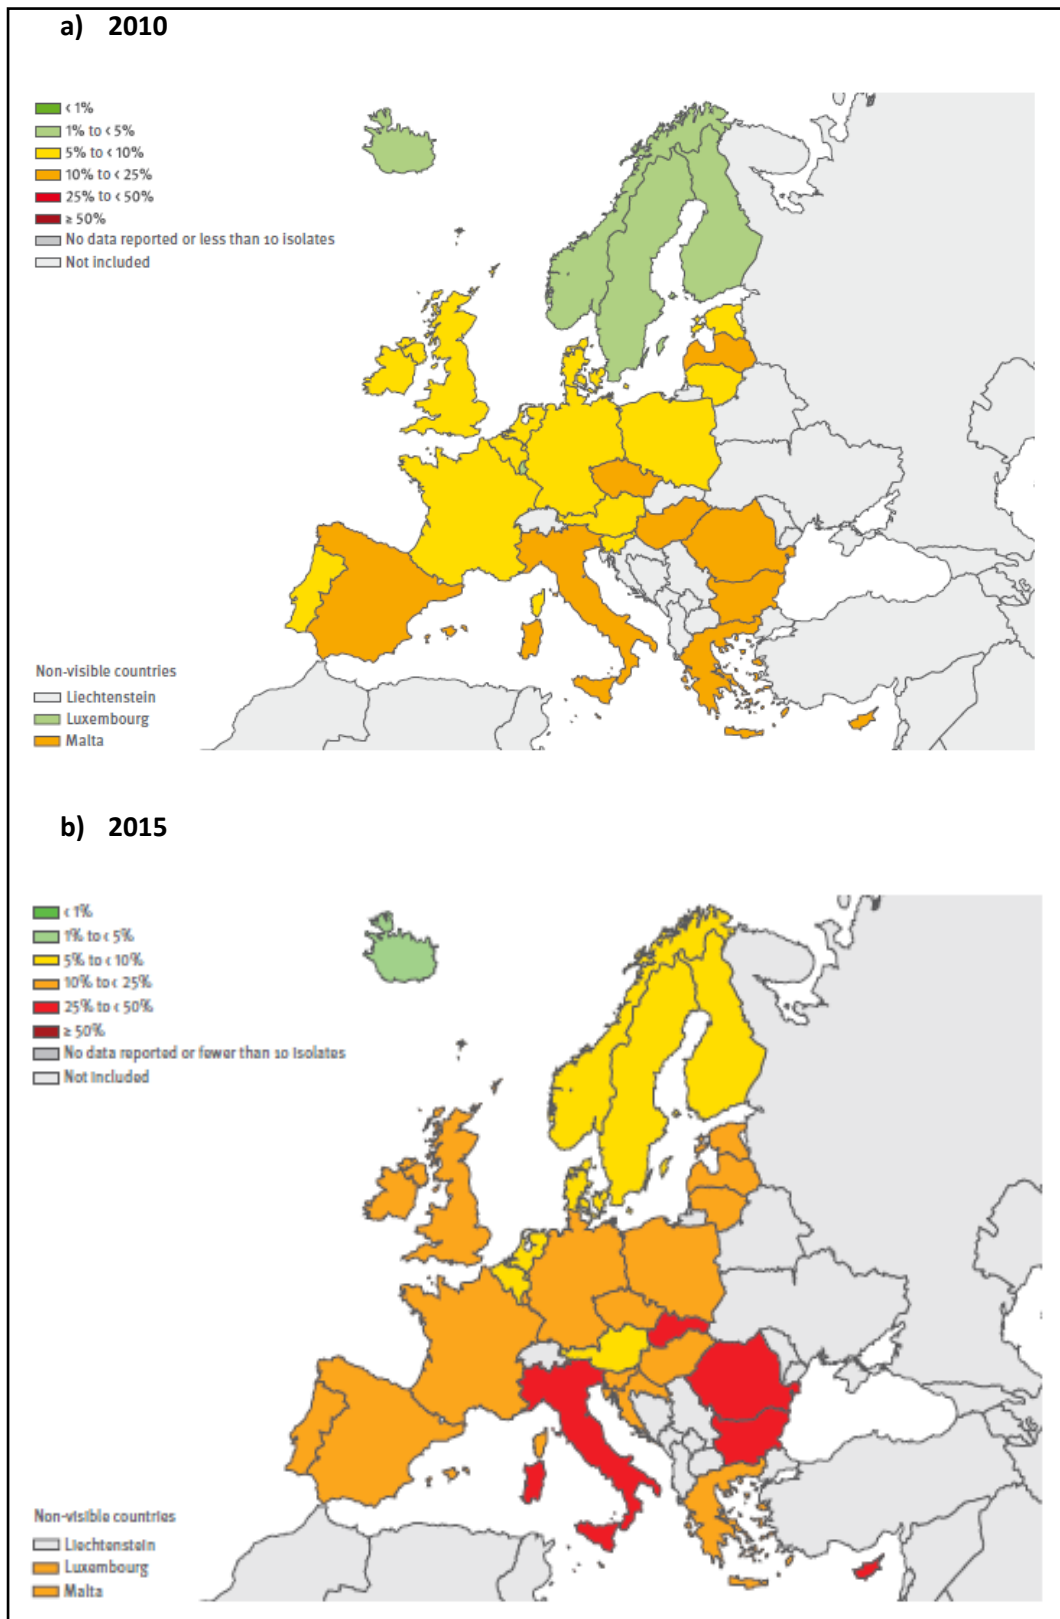 a) 2010
< 1%
1% to < 5%
5% to < 10%
10% to < 25%
25% to < 50%
≥ 50%
No data reported or less than 10 isolates
Not included
Non-visible countries
Liechtenstein
Luxembourg
Malta
b) 2015
< 1%
1% to < 5%
5% to < 10%
10% to < 25%
25% to < 50%
≥ 50%
No data reported or fewer than 10 isolates
Not included
Non-visible countries
Liechtenstein
Luxembourg
Malta